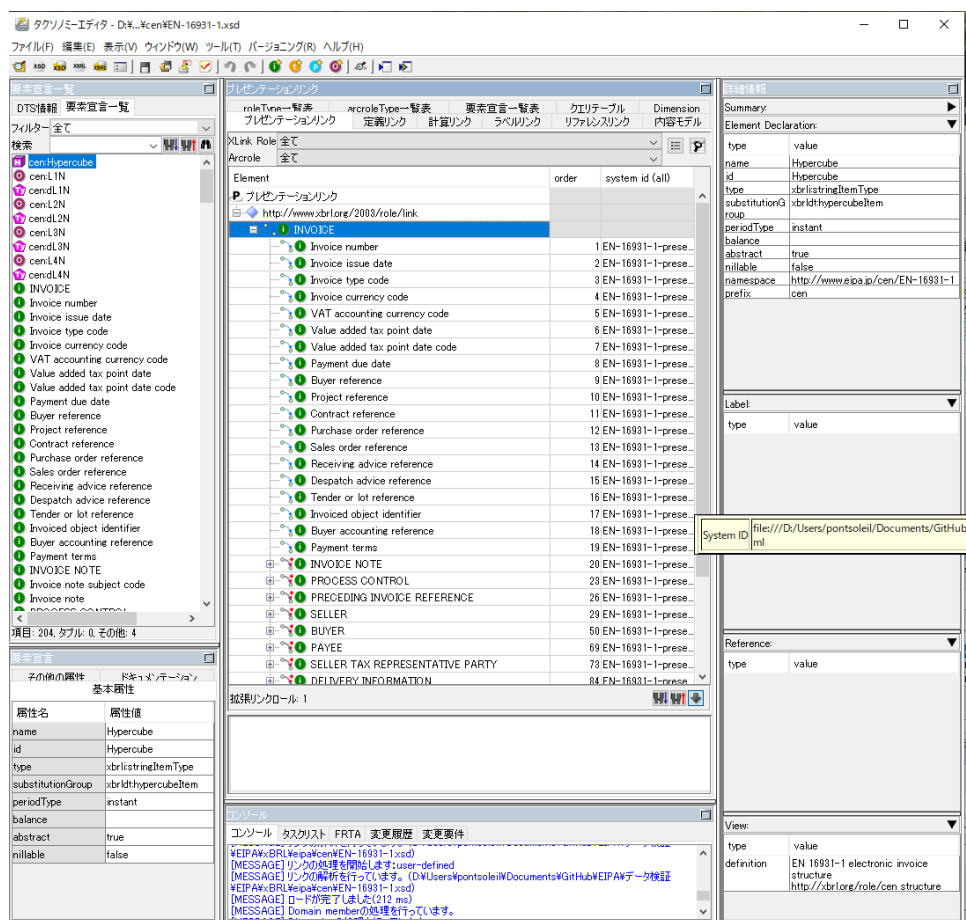 タクソノミーエディタ - D:¥...¥cen¥EN-16931-1.xsd
ファイル(F) 編集(E) 表示(V) ウィンドウ(W) ツール(T) バージョニング(R) ヘルプ(H)
要素宣言一覧
DTS情報 要素宣言一覧
フィルター 全て
検索
cen:Hypercube
cen:L1N
cen:dL1N
cen:L2N
cen:dL2N
cen:L3N
cen:dL3N
cen:L4N
cen:dL4N
INVOICE
Invoice number
Invoice issue date
Invoice type code
Invoice currency code
VAT accounting currency code
Value added tax point date
Value added tax point date code
Payment due date
Buyer reference
Project reference
Contract reference
Purchase order reference
Sales order reference
Receiving advice reference
Despatch advice reference
Tender or lot reference
Invoiced object identifier
Buyer accounting reference
Payment terms
INVOICE NOTE
Invoice note subject code
Invoice note
PROCESS CONTROL
項目: 204, タプル: 0, その他: 4
要素宣言
その他の属性 ドキュメンテーション
基本属性
属性名 属性値
name Hypercube
id Hypercube
type xbrli:stringItemType
substitutionGroup xbrldt:hypercubeItem
periodType instant
balance
abstract true
nillable false
プレゼンテーションリンク
roleType一覧表 arcroleType一覧表 要素宣言一覧表 クエリテーブル Dimension
プレゼンテーションリンク 定義リンク 計算リンク ラベルリンク リファレンスリンク 内容モデル
XLink Role 全て
Arcrole 全て
Element order system id (all)
プレゼンテーションリンク
http://www.xbrl.org/2003/role/link
INVOICE
Invoice number 1 EN-16931-1-prese...
Invoice issue date 2 EN-16931-1-prese...
Invoice type code 3 EN-16931-1-prese...
Invoice currency code 4 EN-16931-1-prese...
VAT accounting currency code 5 EN-16931-1-prese...
Value added tax point date 6 EN-16931-1-prese...
Value added tax point date code 7 EN-16931-1-prese...
Payment due date 8 EN-16931-1-prese...
Buyer reference 9 EN-16931-1-prese...
Project reference 10 EN-16931-1-prese...
Contract reference 11 EN-16931-1-prese...
Purchase order reference 12 EN-16931-1-prese...
Sales order reference 13 EN-16931-1-prese...
Receiving advice reference 14 EN-16931-1-prese...
Despatch advice reference 15 EN-16931-1-prese...
Tender or lot reference 16 EN-16931-1-prese...
Invoiced object identifier 17 EN-16931-1-prese...
Buyer accounting reference 18 EN-16931-1-prese...
Payment terms 19 EN-16931-1-prese...
INVOICE NOTE 20 EN-16931-1-prese...
PROCESS CONTROL 23 EN-16931-1-prese...
PRECEDING INVOICE REFERENCE 26 EN-16931-1-prese...
SELLER 29 EN-16931-1-prese...
BUYER 50 EN-16931-1-prese...
PAYEE 69 EN-16931-1-prese...
SELLER TAX REPRESENTATIVE PARTY 73 EN-16931-1-prese...
DELIVERY INFORMATION 84 EN-16931-1-prese...
拡張リンクロール: 1
コンソール
コンソール タスクリスト FRTA 変更履歴 変更要件
¥EIPA¥xBRL¥eipa¥cen¥EN-16931-1.xsd)
[MESSAGE] リンクの処理を開始します:user-defined
[MESSAGE] リンクの解析を行っています。(D:¥Users¥pontsoleil¥Documents¥GitHub¥EIPA¥データ検証
¥EIPA¥xBRL¥eipa¥cen¥EN-16931-1.xsd)
[MESSAGE] ロードが完了しました(212 ms)
[MESSAGE] Domain memberの処理を行っています。
詳細情報
Summary:
Element Declaration:
type value
name Hypercube
id Hypercube
type xbrli:stringItemType
substitutionG
roup xbrldt:hypercubeItem
periodType instant
balance
abstract true
nillable false
namespace http://www.eipa.jp/cen/EN-16931-1
prefix cen
Label:
type value
System ID file:///D:/Users/pontsoleil/Documents/GitHub
ml
Reference:
type value
View:
type value
definition EN 16931-1 electronic invoice
structure
http://xbrl.org/role/cen structure